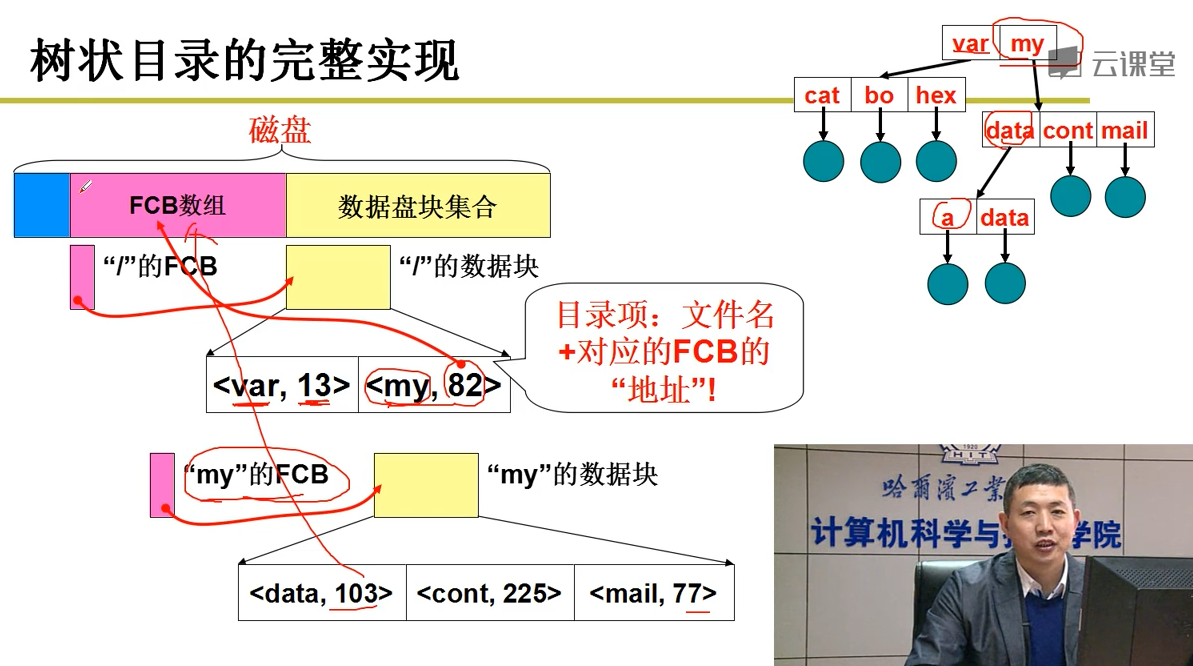 树状目录的完整实现
var my
云课堂
cat bo hex
data cont mail
a data
磁盘
FCB数组 数据盘块集合
“/”的FCB “/”的数据块
目录项：文件名
+对应的FCB的
“地址”!
<var, 13> <my, 82>
“my”的FCB “my”的数据块
<data, 103> <cont, 225> <mail, 77>
1920
HIT
哈爾濱工業
计算机科学与 学院